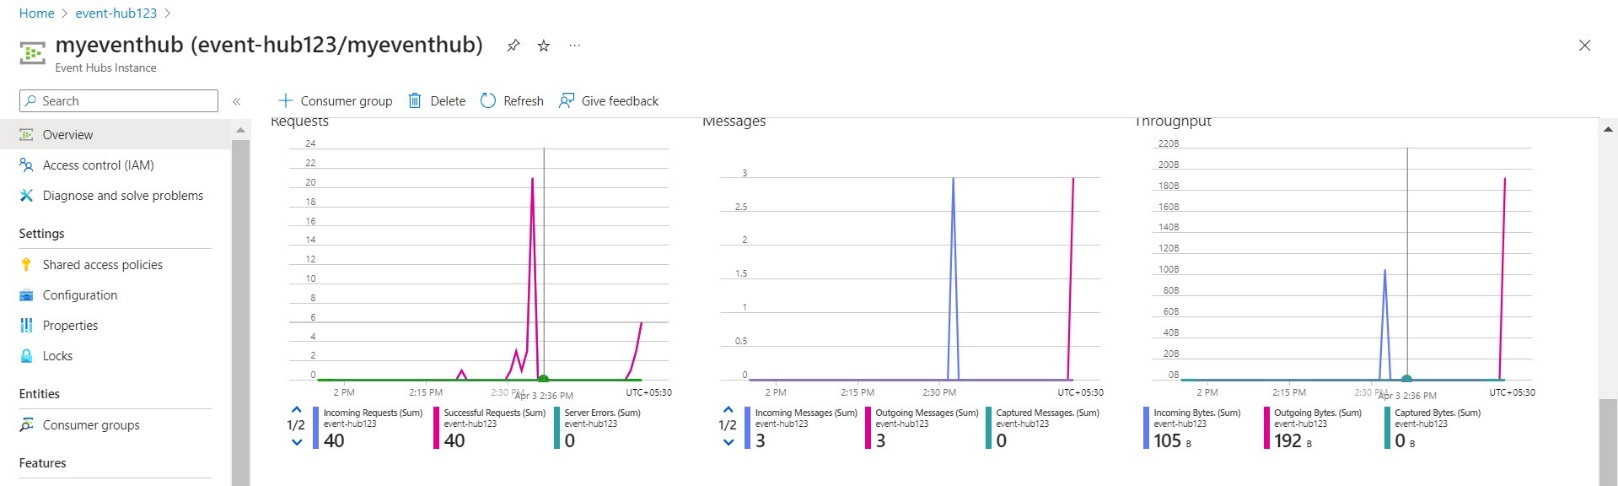 Home > event-hub123 >
myeventhub (event-hub123/myeventhub)
Event Hubs Instance
Search
Consumer group
Delete
Refresh
Give feedback
Overview
Access control (IAM)
Diagnose and solve problems
Settings
Shared access policies
Configuration
Properties
Locks
Entities
Consumer groups
Features
Requests
24
22
20
18
16
14
12
10
8
6
4
2
0
2 PM
2:15 PM
2:30
Apr 3 2:36 PM
UTC+05:30
1/2
Incoming Requests (Sum)
event-hub123
40
Successful Requests (Sum)
event-hub123
40
Server Errors. (Sum)
event-hub123
0
Messages
3
2.5
2
1.5
1
0.5
0
2 PM
2:15 PM
2:30 PM
UTC+05:30
1/2
Incoming Messages (Sum)
event-hub123
3
Outgoing Messages (Sum)
event-hub123
3
Captured Messages. (Sum)
event-hub123
0
Throughput
220B
200B
180B
160B
140B
120B
100B
80B
60B
40B
20B
0B
2 PM
2:15 PM
2:30
Apr 3 2:36 PM
UTC+05:30
Incoming Bytes. (Sum)
event-hub123
105 B
Outgoing Bytes. (Sum)
event-hub123
192 B
Captured Bytes. (Sum)
event-hub123
0 B